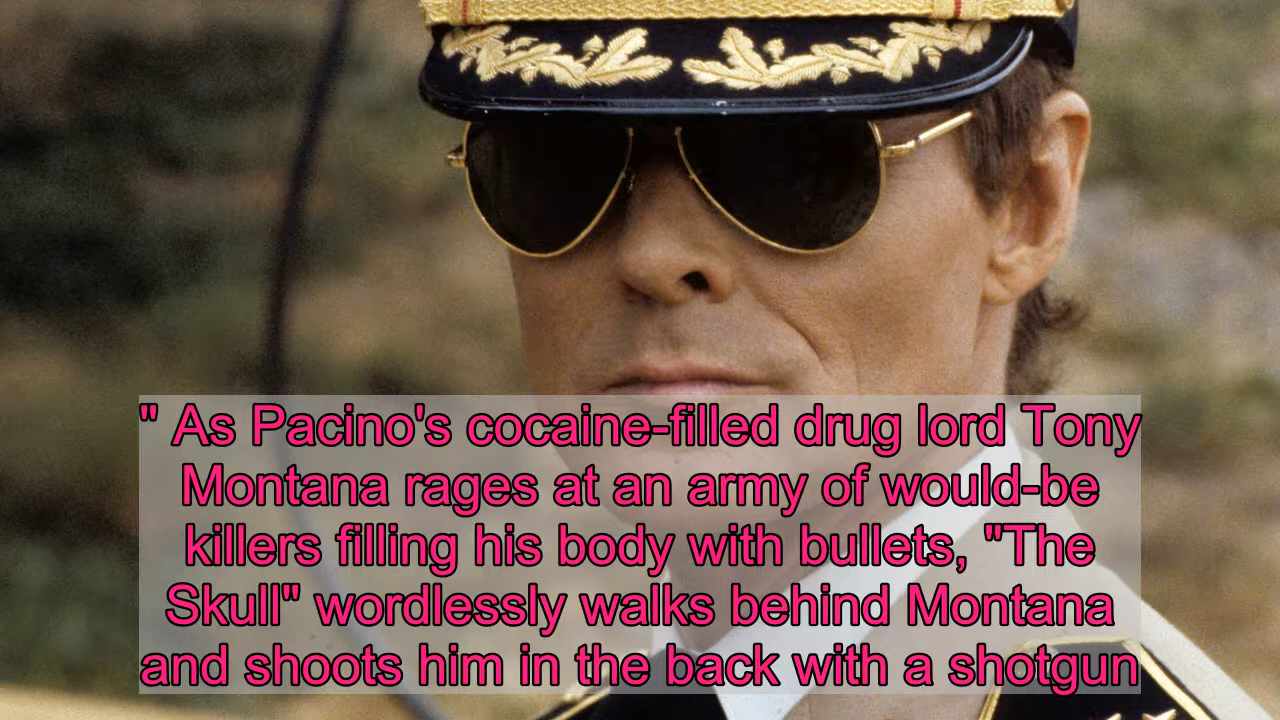 " As Pacino's cocaine-filled drug lord Tony
Montana rages at an army of would-be
killers filling his body with bullets, "The
Skull" wordlessly walks behind Montana
and shoots him in the back with a shotgun